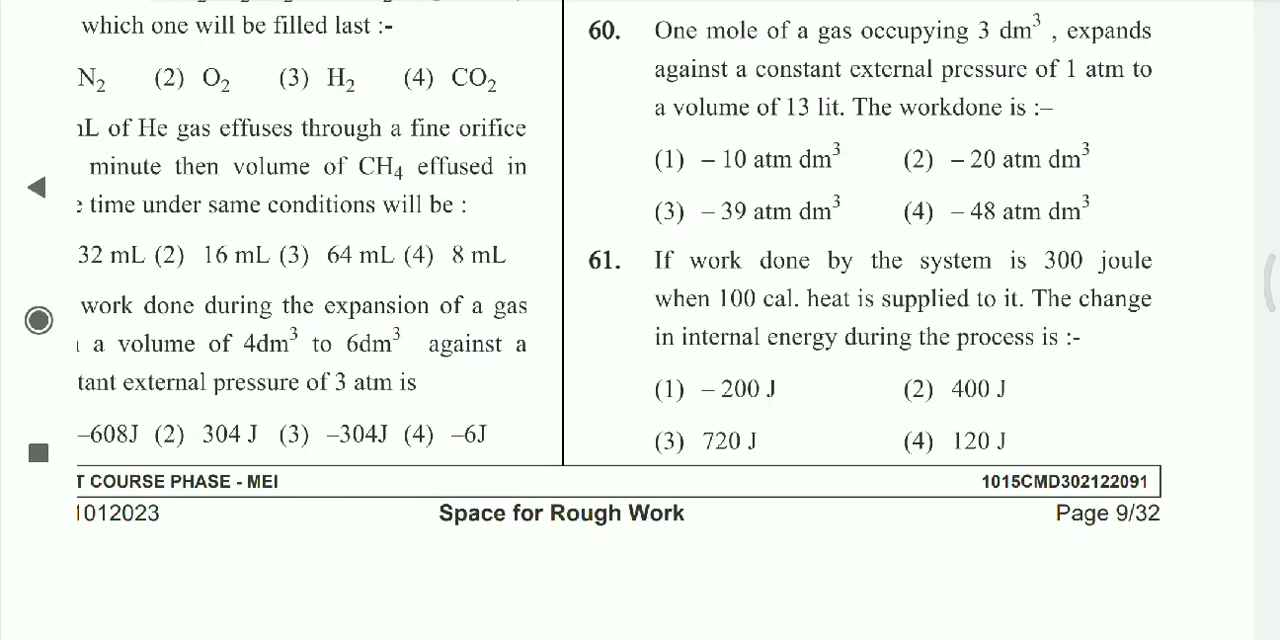 which one will be filled last :-
N₂ (2) O₂ (3) H₂ (4) CO₂
of He gas effuses through a fine orifice
minute then volume of CH₄ effused in
time under same conditions will be :
32 mL (2) 16 mL (3) 64 mL (4) 8 mL
work done during the expansion of a gas
a volume of 4dm³ to 6dm³ against a
external pressure of 3 atm is
–608J (2) 304 J (3) –304J (4) –6J
60. One mole of a gas occupying 3 dm³ , expands
against a constant external pressure of 1 atm to
a volume of 13 lit. The workdone is :–
(1) – 10 atm dm³ (2) – 20 atm dm³
(3) – 39 atm dm³ (4) – 48 atm dm³
61. If work done by the system is 300 joule
when 100 cal. heat is supplied to it. The change
in internal energy during the process is :-
(1) – 200 J (2) 400 J
(3) 720 J (4) 120 J
T COURSE PHASE - MEI 1015CMD302122091
1012023 Space for Rough Work Page 9/32